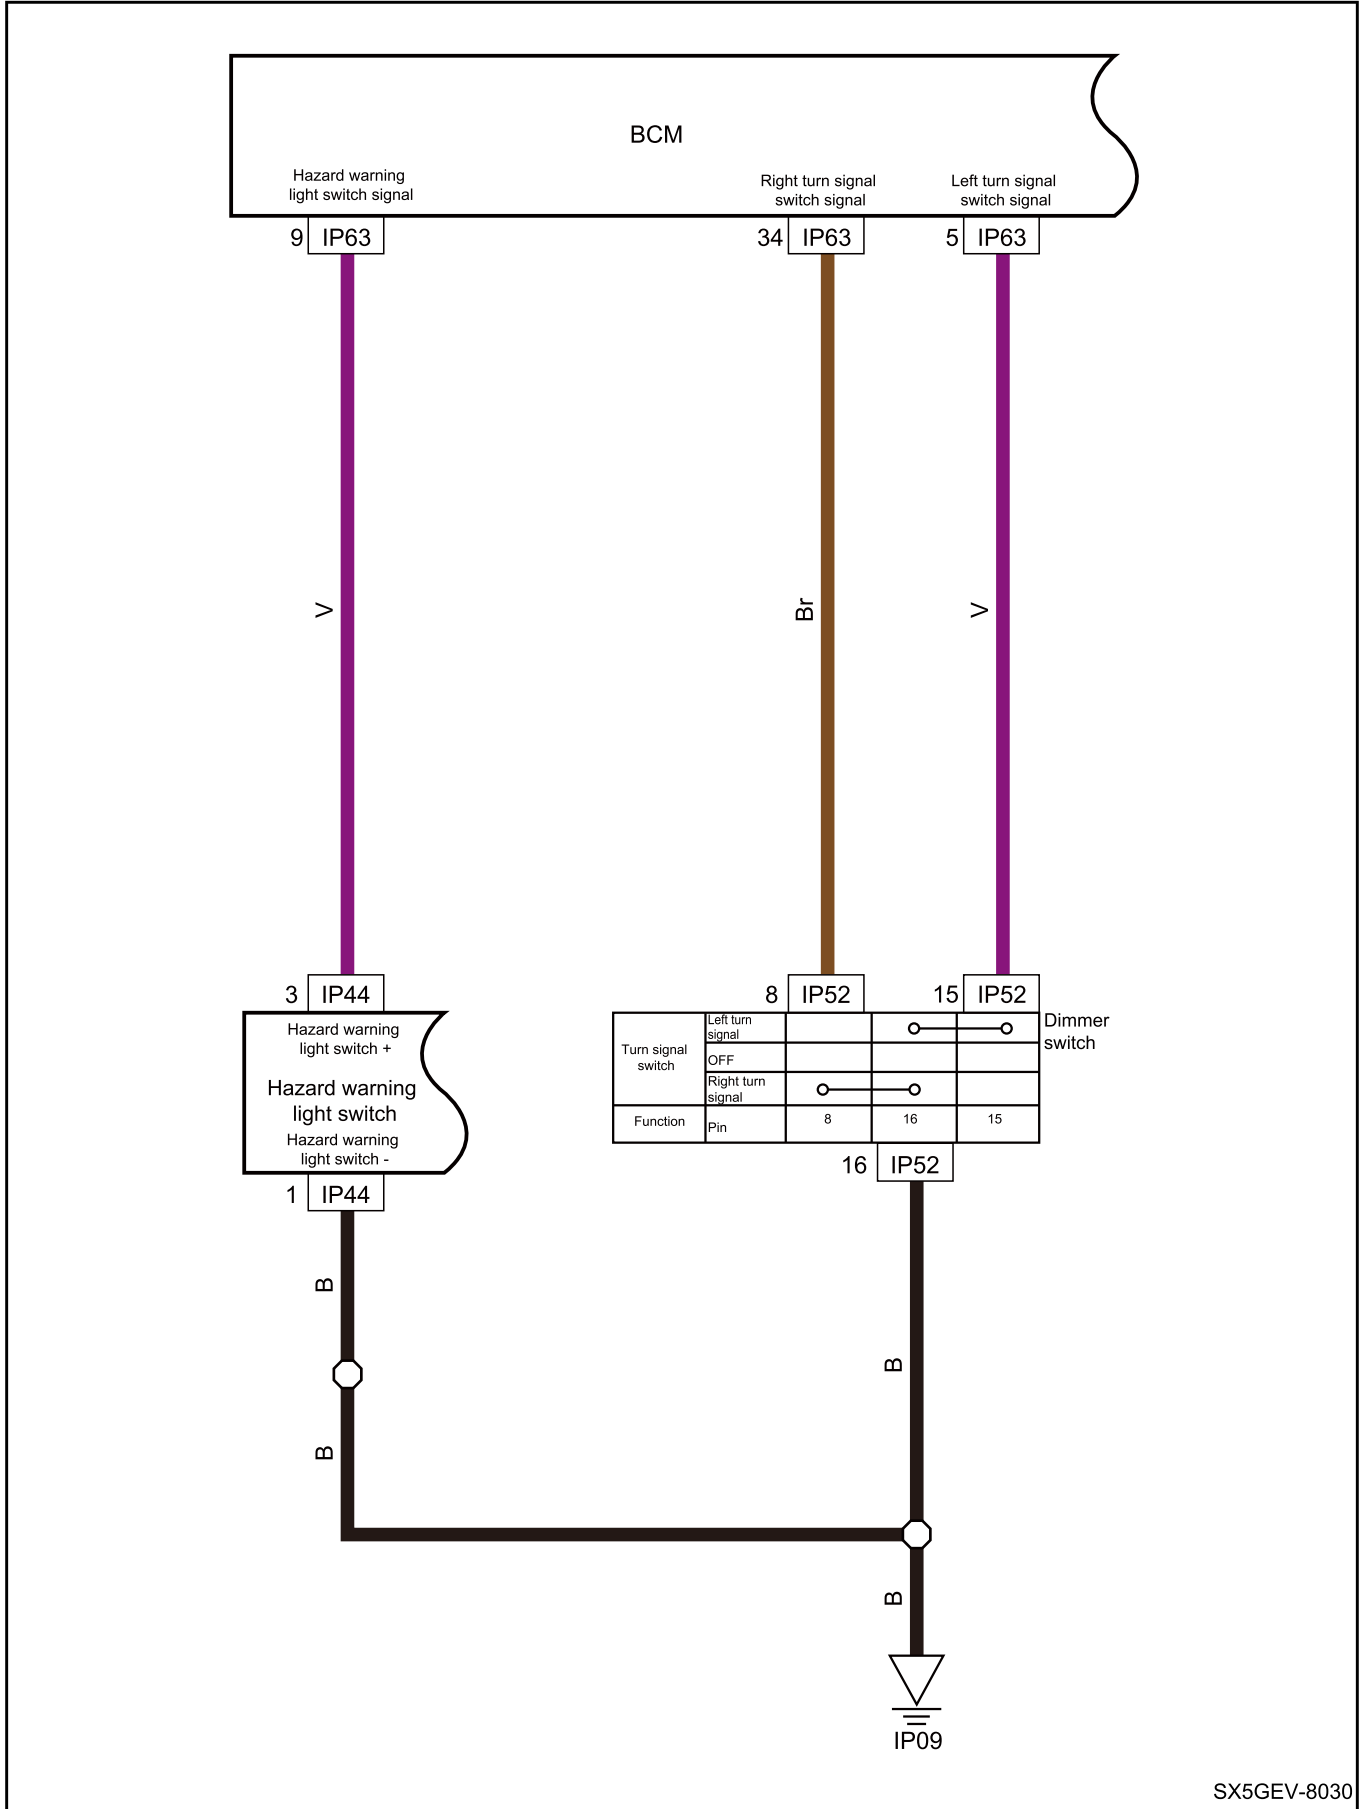 BCM
Hazard warning
light switch signal
Right turn signal
switch signal
Left turn signal
switch signal
9 IP63
34 IP63
5 IP63
V
Br
V
3 IP44
8 IP52
15 IP52
Hazard warning
light switch +
Hazard warning
light switch
Hazard warning
light switch -
Dimmer
switch
Turn signal
switch
Left turn
signal
OFF
Right turn
signal
Function
Pin
8
16
15
1 IP44
16 IP52
B
B
B
B
IP09
SX5GEV-8030